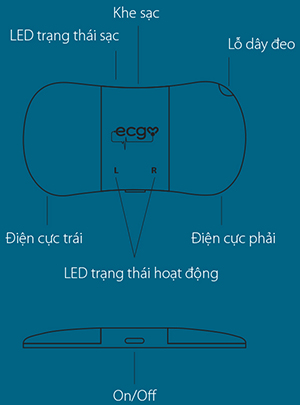 Khe sạc
LED trạng thái sạc
Lỗ dây đeo
ecg
L R
Điện cực trái
Điện cực phải
LED trạng thái hoạt động
On/Off